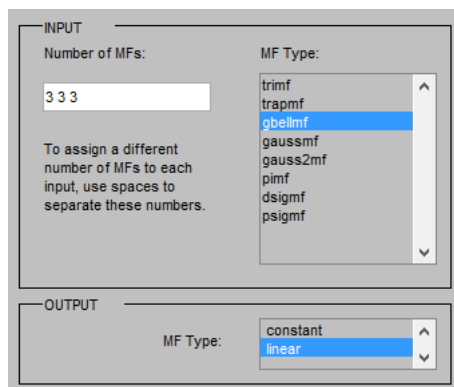 INPUT
Number of MFs:
3 3 3
To assign a different
number of MFs to each
input, use spaces to
separate these numbers.
MF Type:
trimf
trapmf
gbellmf
gaussmf
gauss2mf
pimf
dsigmf
psigmf
OUTPUT
MF Type:
constant
linear